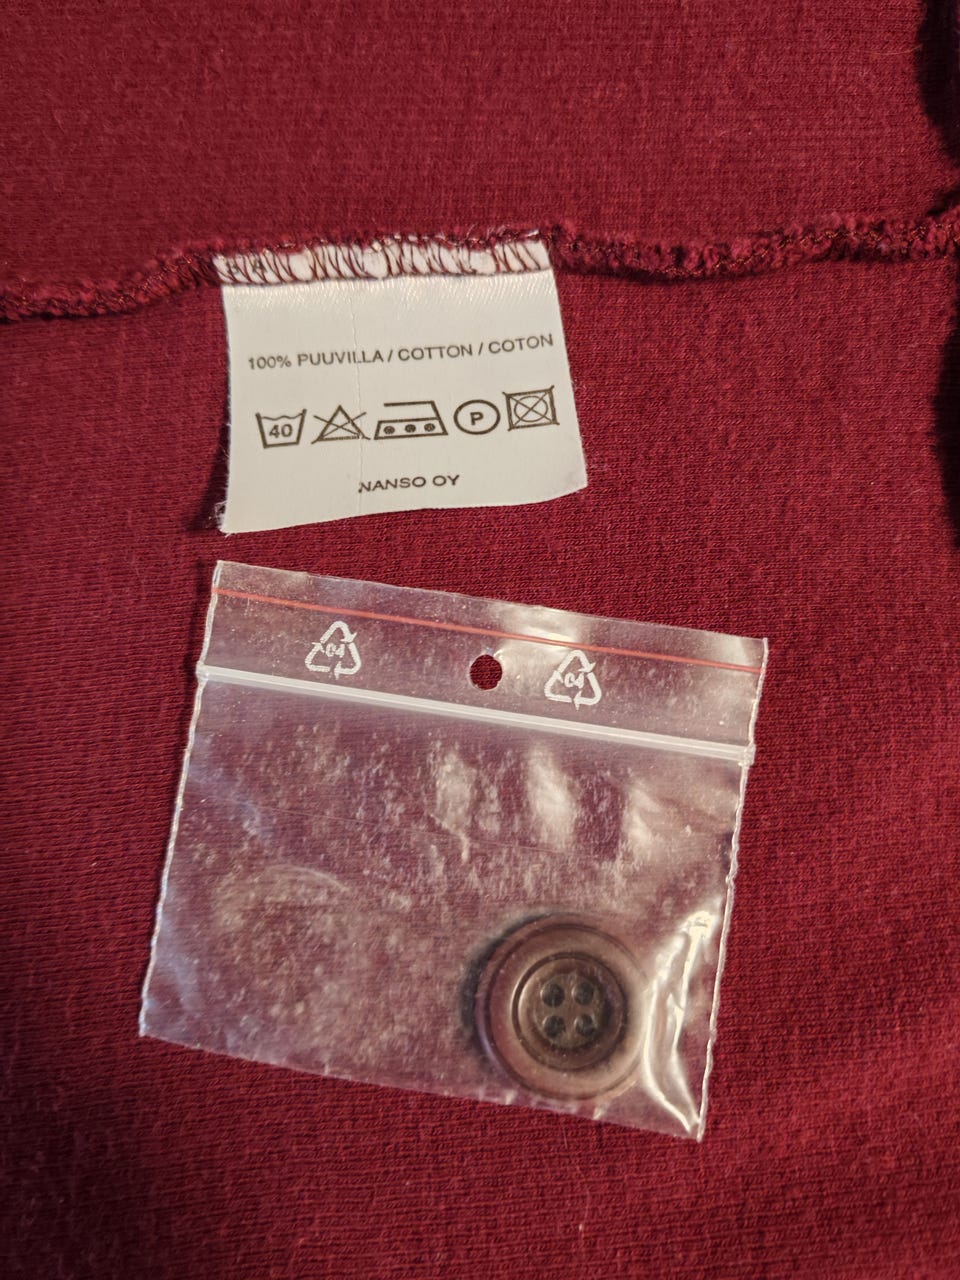 100% PUUVILLA / COTTON / COTON
40 P
NANSO OY
04 04